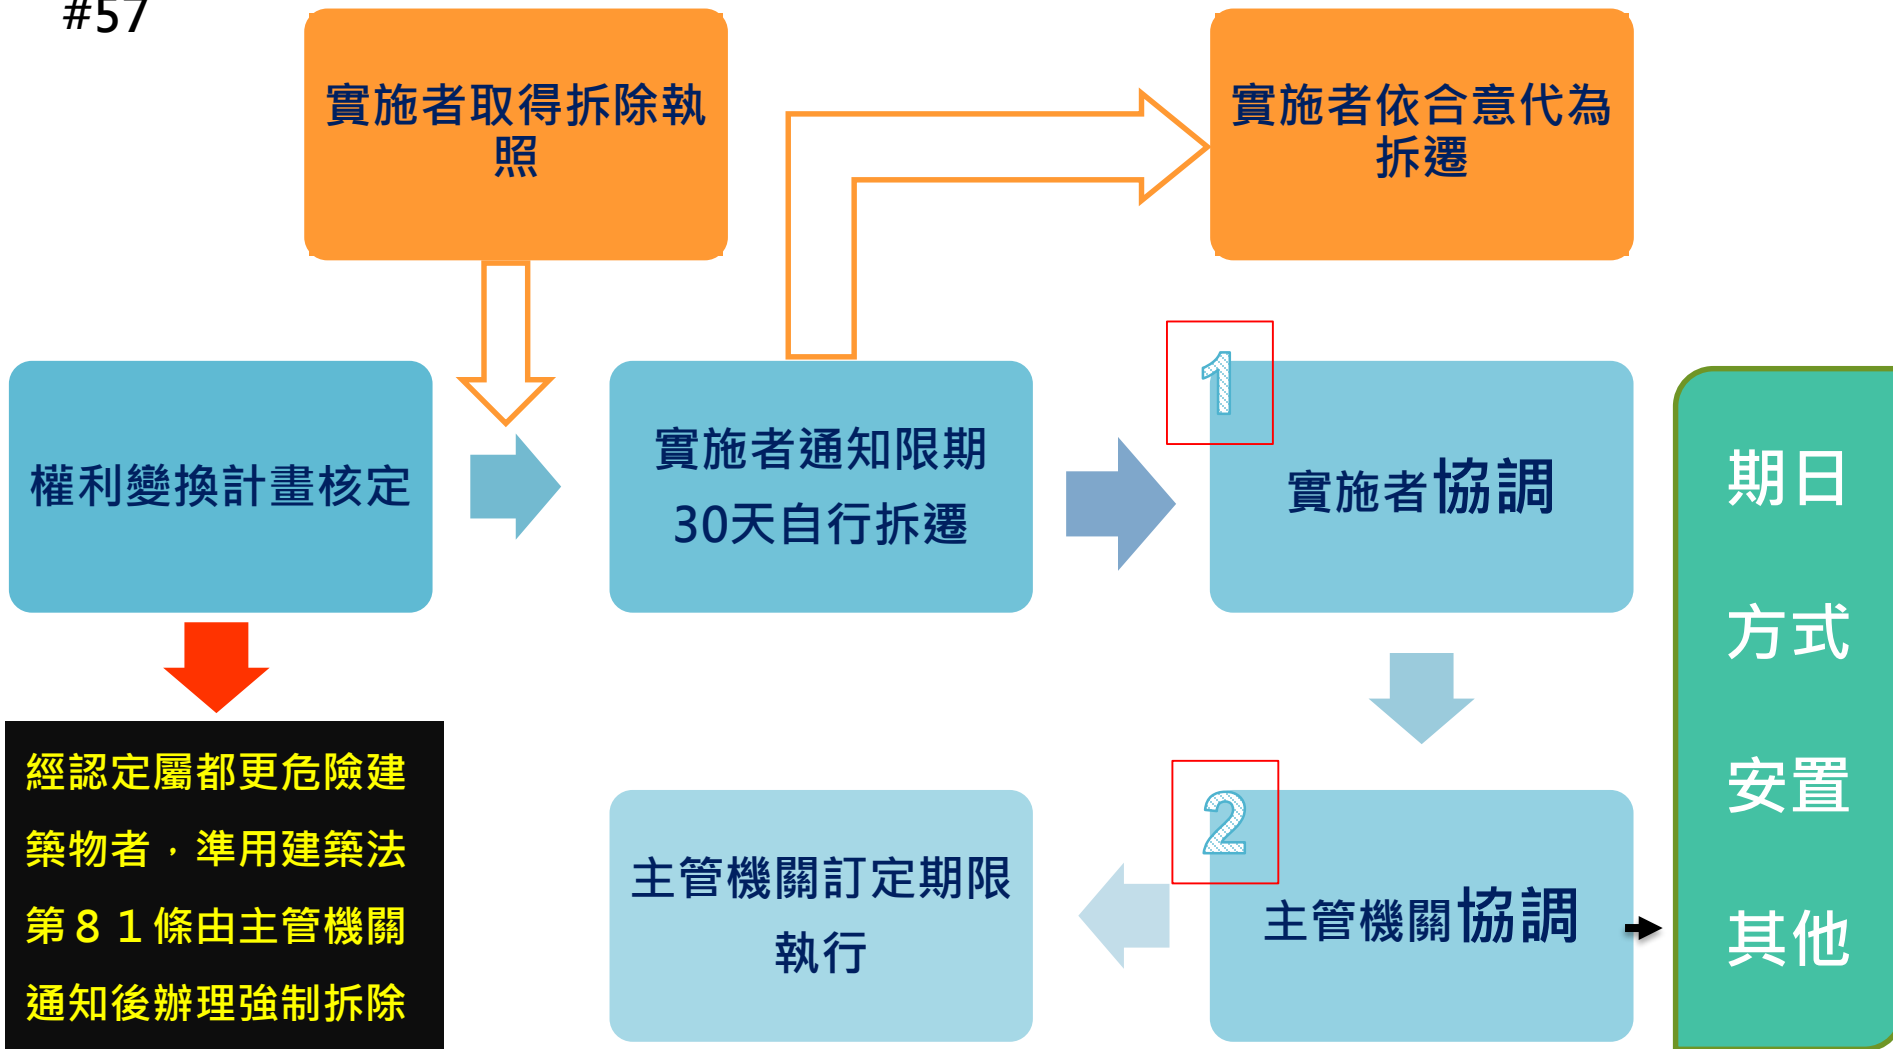 #57
實施者取得拆除執
照
實施者依合意代為
拆遷
權利變換計畫核定
實施者通知限期
30天自行拆遷
1
實施者協調
經認定屬都更危險建
築物者，準用建築法
第８１條由主管機關
通知後辦理強制拆除
主管機關訂定期限
執行
2
主管機關協調
期日
方式
安置
其他